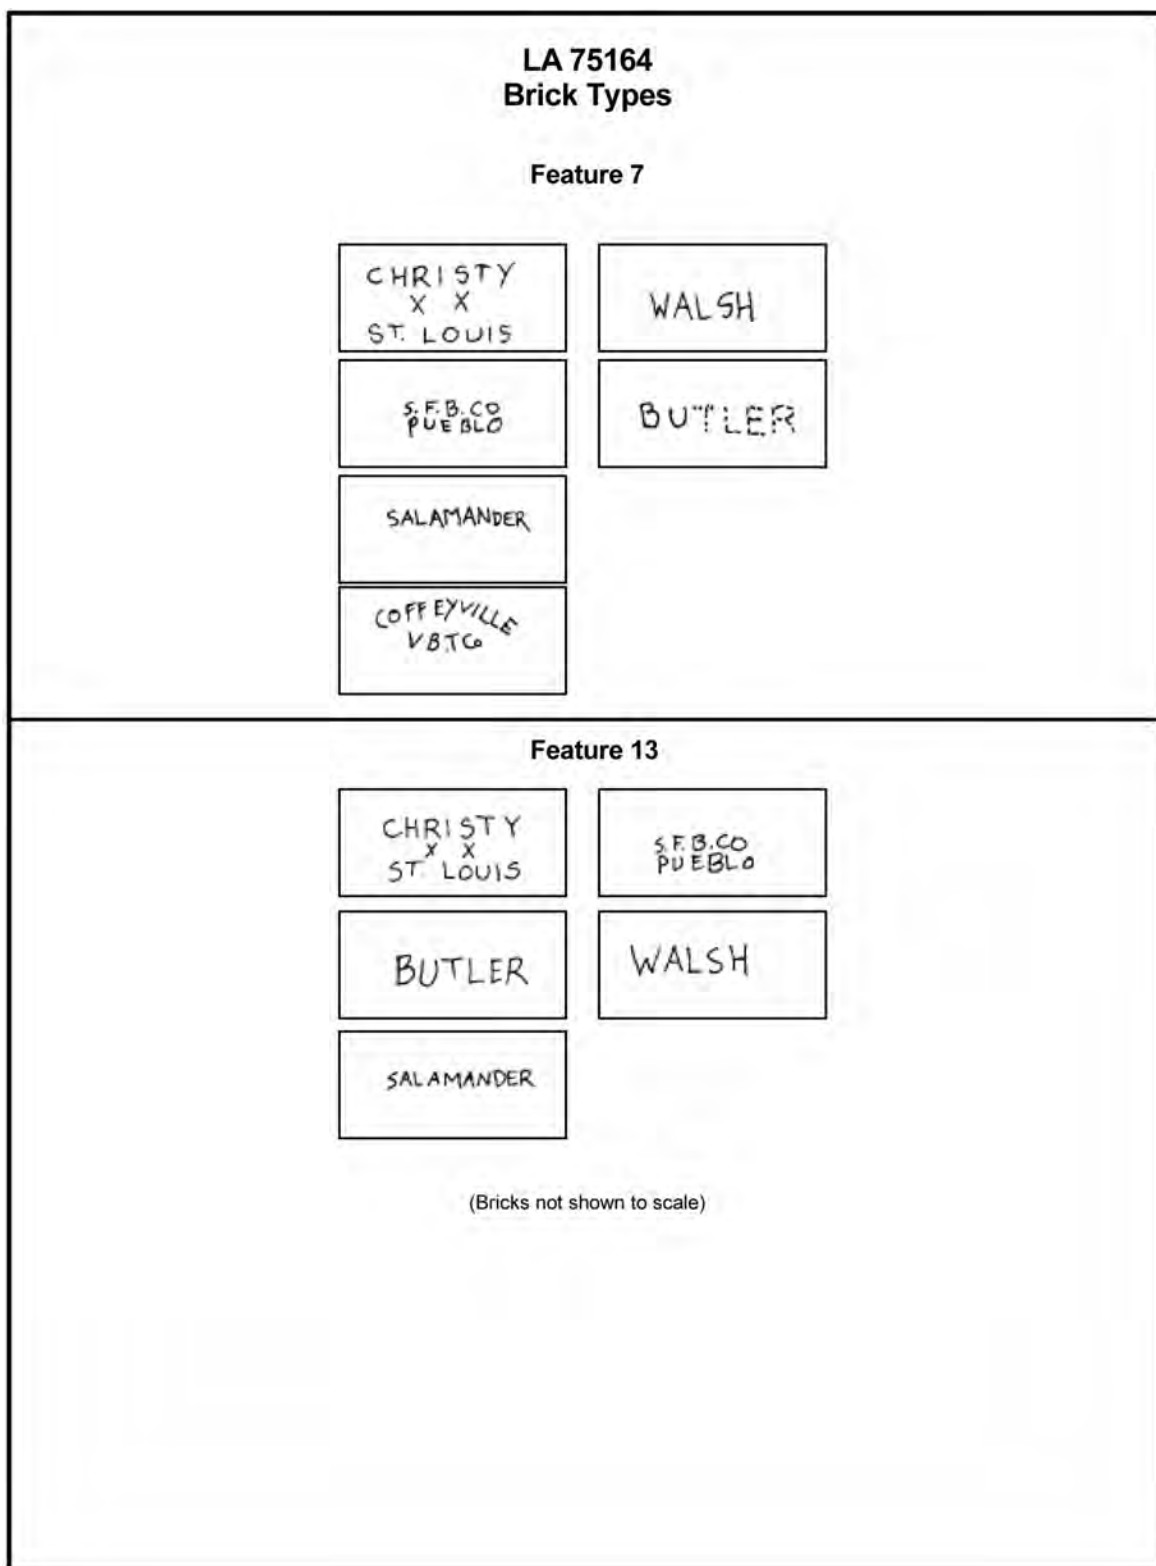 LA 75164
Brick Types
Feature 7
CHRISTY
X X
ST. LOUIS
WALSH
S.F.B.CO
PUEBLO
BUTLER
SALAMANDER
COFFEYVILLE
V.B.T.Co
Feature 13
CHRISTY
X X
ST. LOUIS
S.F.B.CO
PUEBLO
BUTLER
WALSH
SALAMANDER
(Bricks not shown to scale)